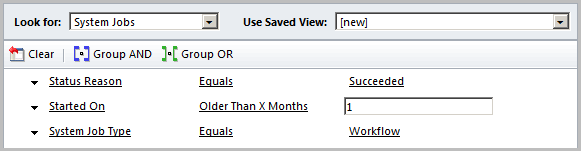 Look for: System Jobs Use Saved View: [new]
Clear Group AND Group OR
Status Reason Equals Succeeded
Started On Older Than X Months 1
System Job Type Equals Workflow